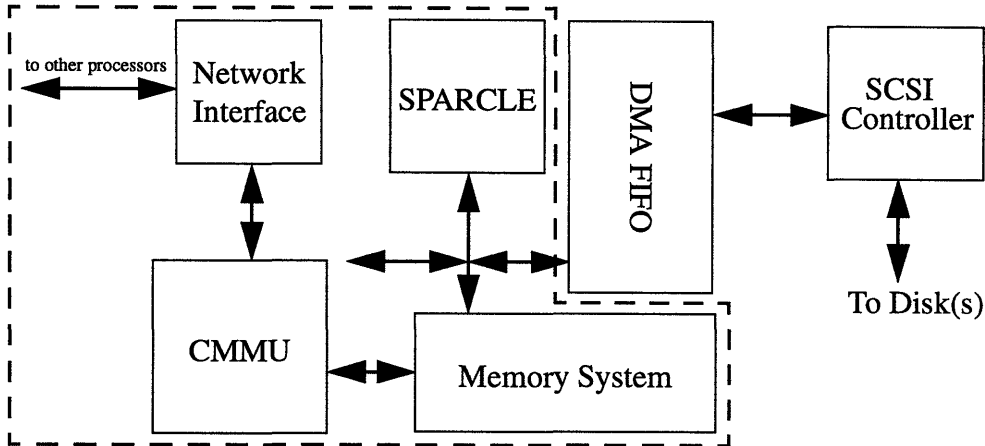 to other processors
Network
Interface
SPARCLE
DMA FIFO
SCSI
Controller
To Disk(s)
CMMU
Memory System